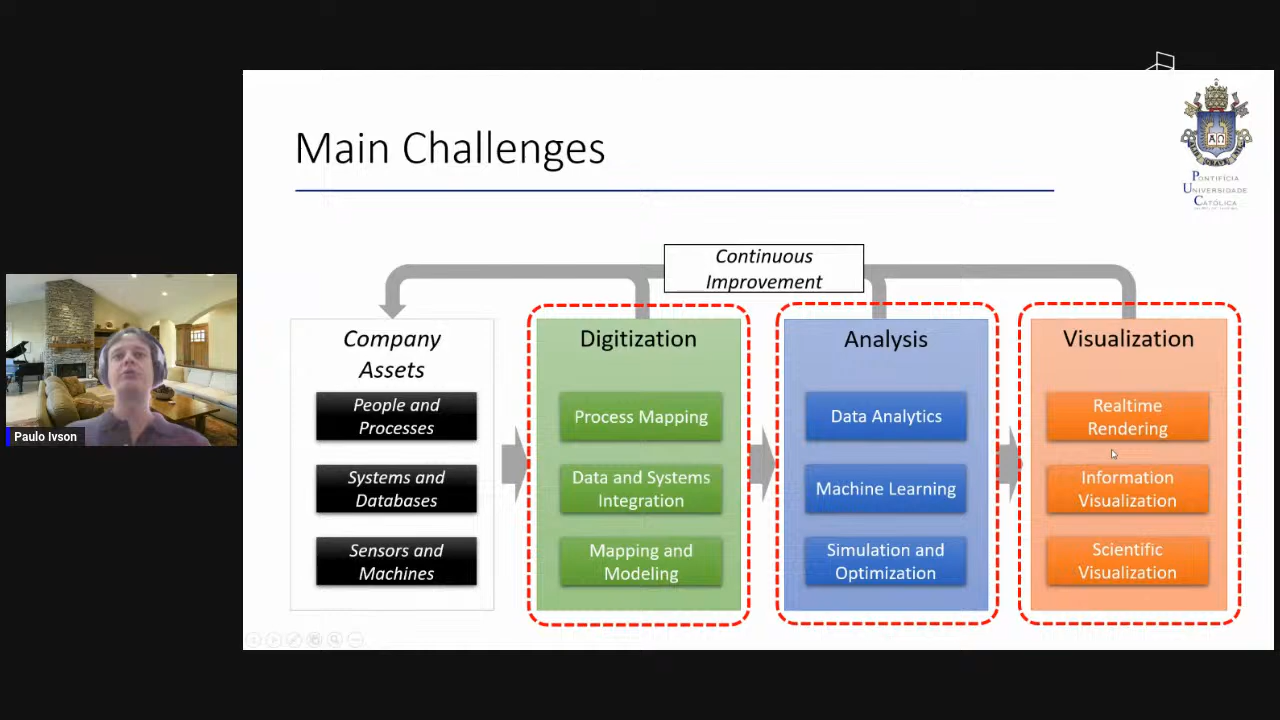 Main Challenges
PONTIFÍCIA
UNIVERSIDADE
CATÓLICA
Continuous
Improvement
Company
Assets
People and
Processes
Systems and
Databases
Sensors and
Machines
Digitization
Process Mapping
Data and Systems
Integration
Mapping and
Modeling
Analysis
Data Analytics
Machine Learning
Simulation and
Optimization
Visualization
Realtime
Rendering
Information
Visualization
Scientific
Visualization
Paulo Ivson